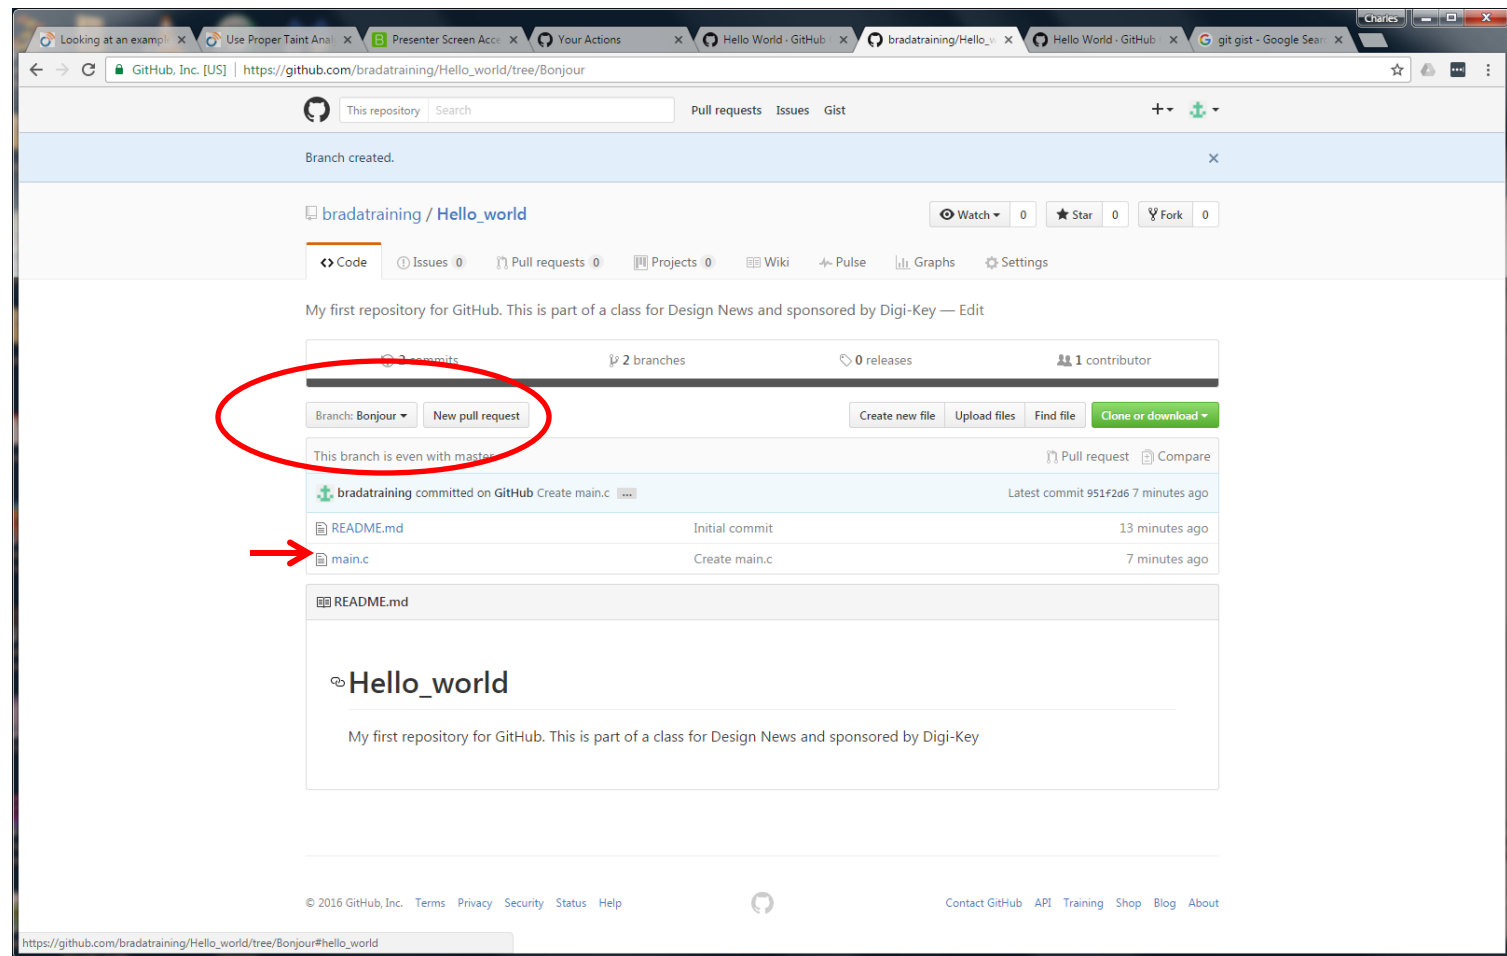 Charles
Looking at an exampl
Use Proper Taint Anal
Presenter Screen Acce
Your Actions
Hello World · GitHub
bradatraining/Hello_w
Hello World · GitHub
git gist - Google Searc
GitHub, Inc. [US] | https://github.com/bradatraining/Hello_world/tree/Bonjour
This repository Search Pull requests Issues Gist
Branch created.
bradatraining / Hello_world Watch 0 Star 0 Fork 0
Code Issues 0 Pull requests 0 Projects 0 Wiki Pulse Graphs Settings
My first repository for GitHub. This is part of a class for Design News and sponsored by Digi-Key — Edit
commits 2 branches 0 releases 1 contributor
Branch: Bonjour New pull request Create new file Upload files Find file Clone or download
This branch is even with master Pull request Compare
bradatraining committed on GitHub Create main.c ... Latest commit 951f2d6 7 minutes ago
README.md Initial commit 13 minutes ago
main.c Create main.c 7 minutes ago
README.md
Hello_world
My first repository for GitHub. This is part of a class for Design News and sponsored by Digi-Key
© 2016 GitHub, Inc. Terms Privacy Security Status Help Contact GitHub API Training Shop Blog About
https://github.com/bradatraining/Hello_world/tree/Bonjour#hello_world